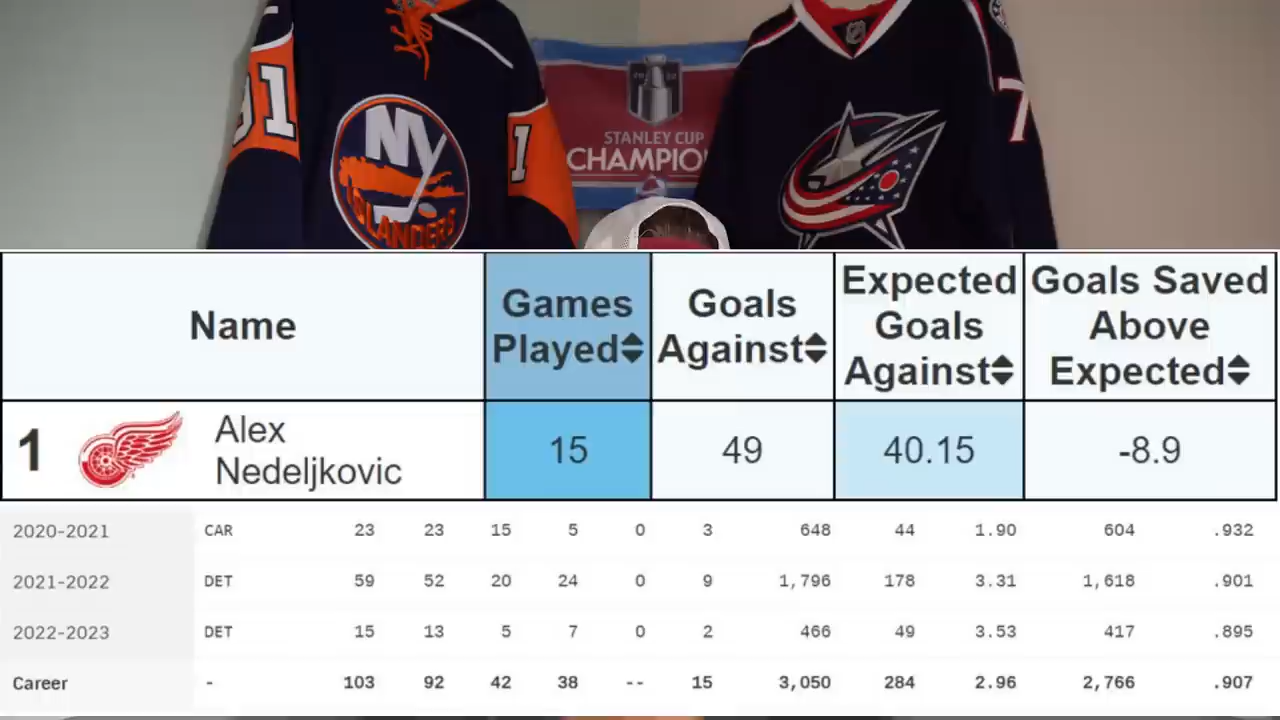 91
1
7
NY
ISLANDERS
STANLEY CUP
CHAMPIO
Name Games Played Goals Against Expected Goals Against Goals Saved Above Expected
1 Alex Nedeljkovic 15 49 40.15 -8.9
2020-2021 CAR 23 23 15 5 0 3 648 44 1.90 604 .932
2021-2022 DET 59 52 20 24 0 9 1,796 178 3.31 1,618 .901
2022-2023 DET 15 13 5 7 0 2 466 49 3.53 417 .895
Career - 103 92 42 38 -- 15 3,050 284 2.96 2,766 .907